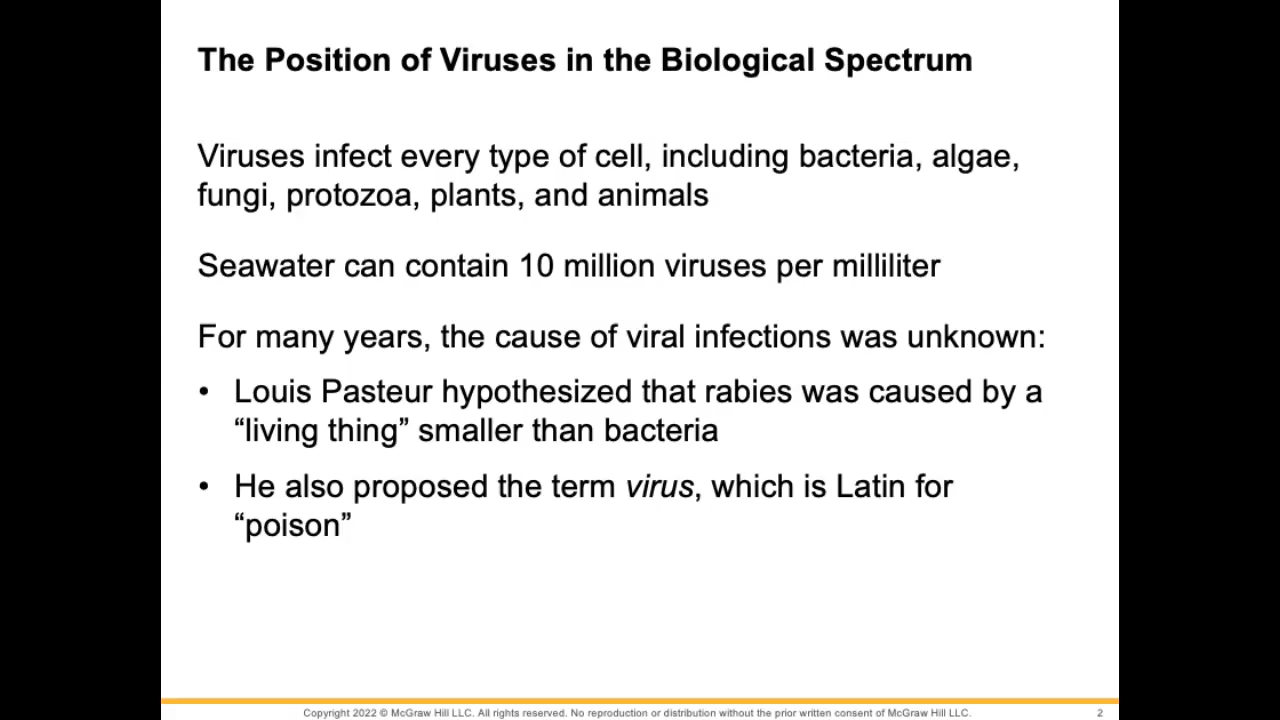 The Position of Viruses in the Biological Spectrum
Viruses infect every type of cell, including bacteria, algae,
fungi, protozoa, plants, and animals
Seawater can contain 10 million viruses per milliliter
For many years, the cause of viral infections was unknown:
• Louis Pasteur hypothesized that rabies was caused by a
“living thing” smaller than bacteria
• He also proposed the term virus, which is Latin for
“poison”
Copyright 2022 © McGraw Hill LLC. All rights reserved. No reproduction or distribution without the prior written consent of McGraw Hill LLC. 2